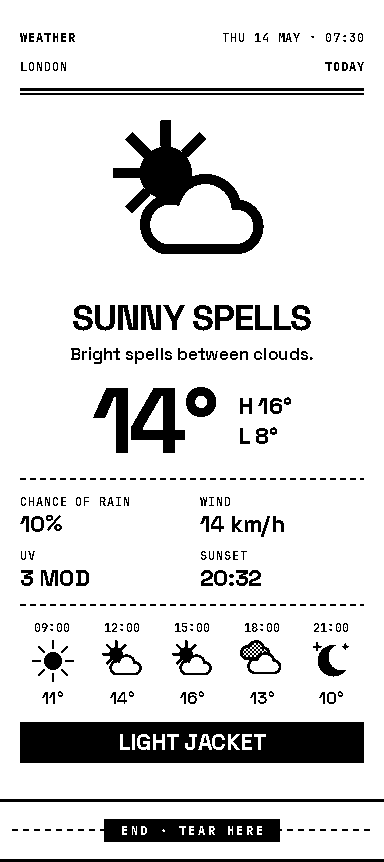 WEATHER THU 14 MAY · 07:30
LONDON TODAY
SUNNY SPELLS
Bright spells between clouds.
14° H 16°
L 8°
CHANCE OF RAIN WIND
10% 14 km/h
UV SUNSET
3 MOD 20:32
09:00 12:00 15:00 18:00 21:00
11° 14° 16° 13° 10°
LIGHT JACKET
END · TEAR HERE